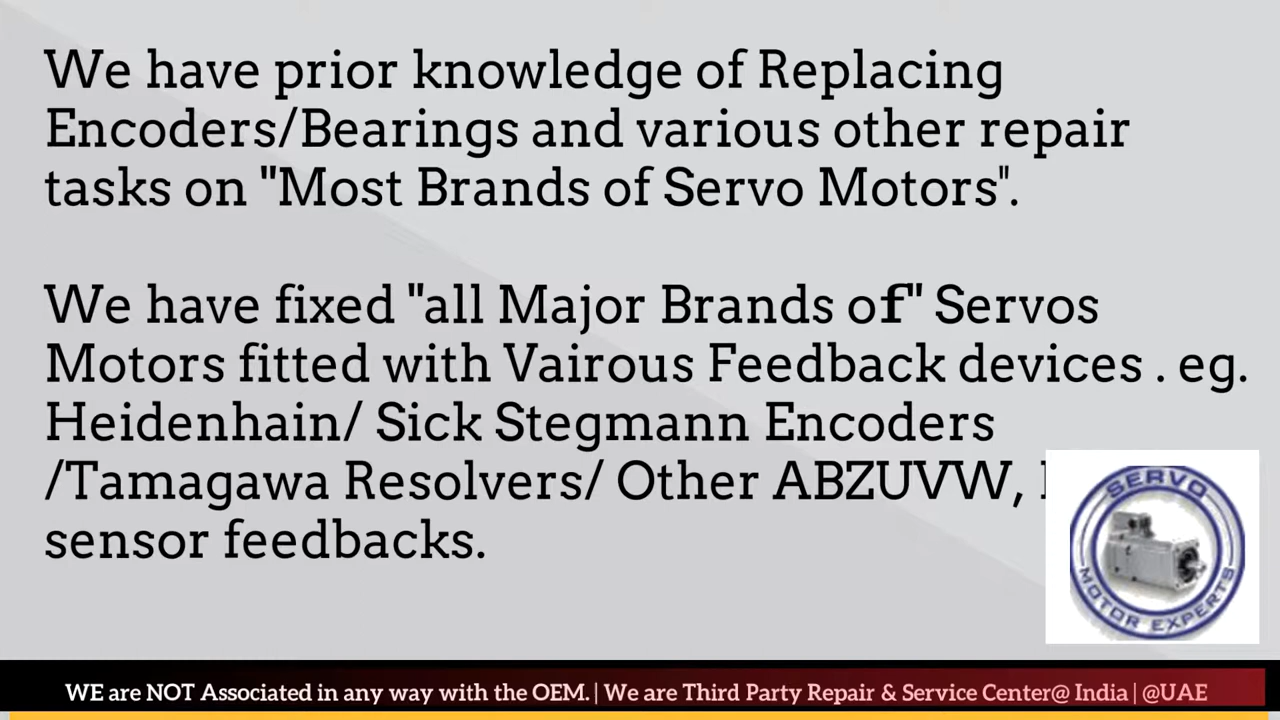 We have prior knowledge of Replacing
Encoders/Bearings and various other repair
tasks on "Most Brands of Servo Motors".
We have fixed "all Major Brands of" Servos
Motors fitted with Vairous Feedback devices . eg.
Heidenhain/ Sick Stegmann Encoders
/Tamagawa Resolvers/ Other ABZUVW,
sensor feedbacks.
SERVO
MOTOR EXPERTS
WE are NOT Associated in any way with the OEM. | We are Third Party Repair & Service Center@ India | @UAE